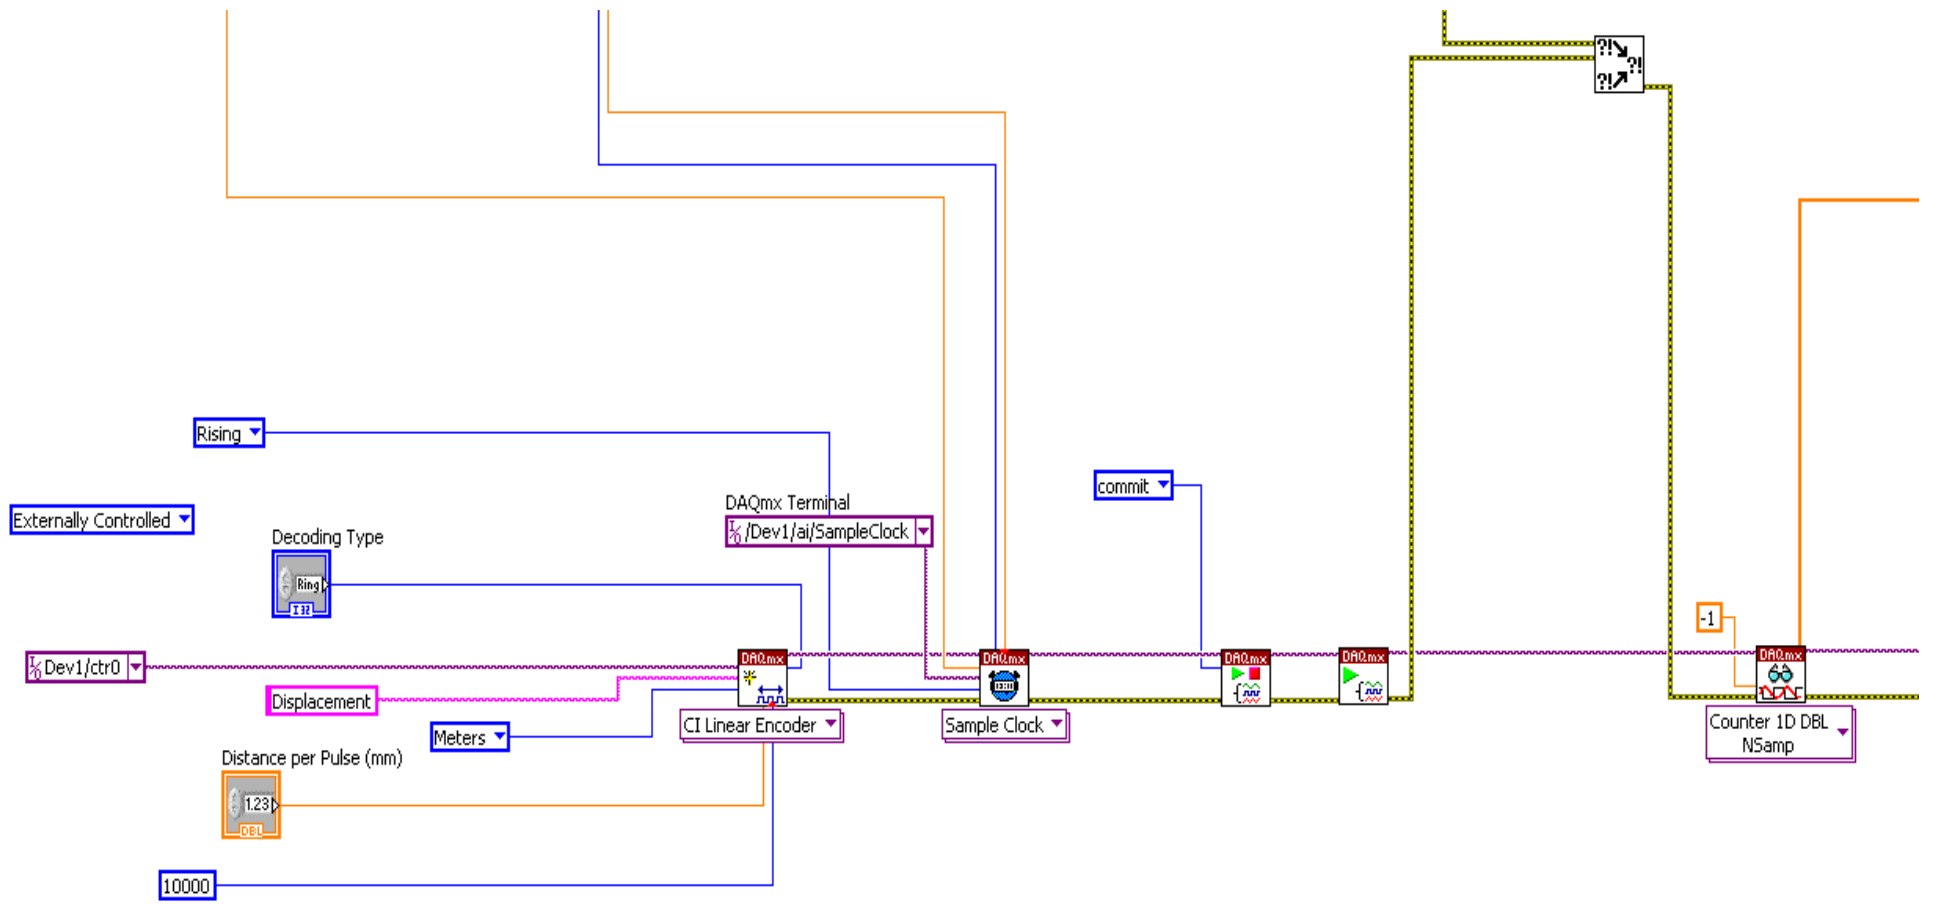 ?!
?!
?!
Rising
commit
DAQmx Terminal
I/O /Dev1/ai/SampleClock
Externally Controlled
Decoding Type
Ring
I32
-1
I/O Dev1/ctr0
DAQmx
DAQmx
DAQmx
DAQmx
DAQmx
Displacement
Meters
CI Linear Encoder
Sample Clock
Counter 1D DBL
NSamp
Distance per Pulse (mm)
1.23
DBL
10000